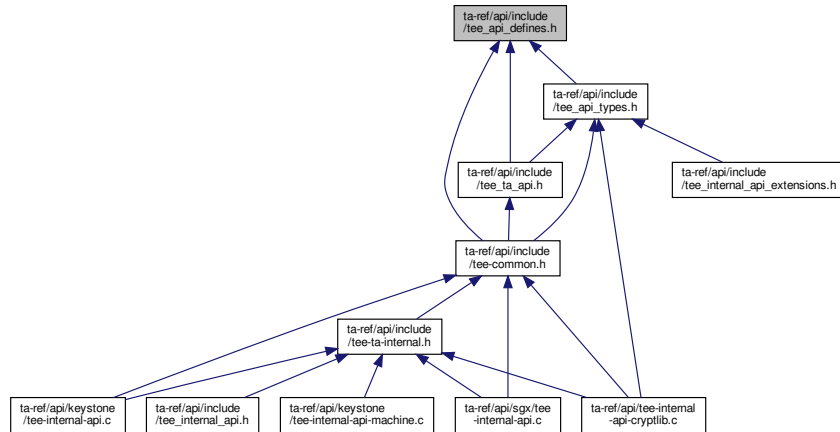 ta-ref/api/include
/tee_api_defines.h
ta-ref/api/include
/tee_api_types.h
ta-ref/api/include
/tee_ta_api.h
ta-ref/api/include
/tee_internal_api_extensions.h
ta-ref/api/include
/tee-common.h
ta-ref/api/include
/tee-ta-internal.h
ta-ref/api/keystone
/tee-internal-api.c
ta-ref/api/include
/tee_internal_api.h
ta-ref/api/keystone
/tee-internal-api-machine.c
ta-ref/api/sgx/tee
-internal-api.c
ta-ref/api/tee-internal
-api-cryptlib.c